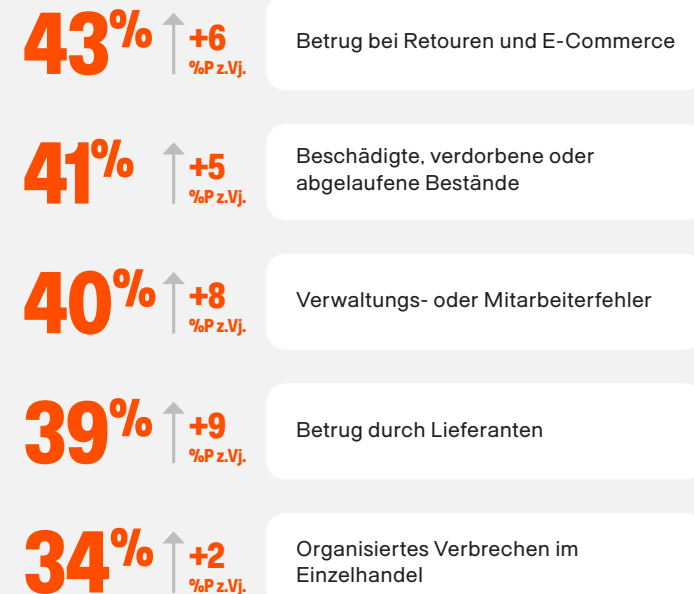 43% +6 Betrug bei Retouren und E-Commerce
%P z.Vj.
41% +5 Beschädigte, verdorbene oder
%P z.Vj. abgelaufene Bestände
40% +8 Verwaltungs- oder Mitarbeiterfehler
%P z.Vj.
39% +9 Betrug durch Lieferanten
%P z.Vj.
34% +2 Organisiertes Verbrechen im
%P z.Vj. Einzelhandel